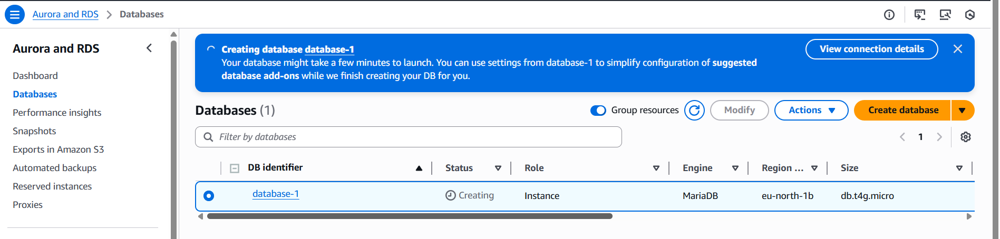 Aurora and RDS > Databases
Aurora and RDS
Dashboard
Databases
Performance insights
Snapshots
Exports in Amazon S3
Automated backups
Reserved instances
Proxies
Creating database database-1
Your database might take a few minutes to launch. You can use settings from database-1 to simplify configuration of suggested
database add-ons while we finish creating your DB for you.
View connection details
Databases (1)
Group resources
Modify
Actions
Create database
Filter by databases
1
DB identifier Status Role Engine Region ... Size
database-1 Creating Instance MariaDB eu-north-1b db.t4g.micro